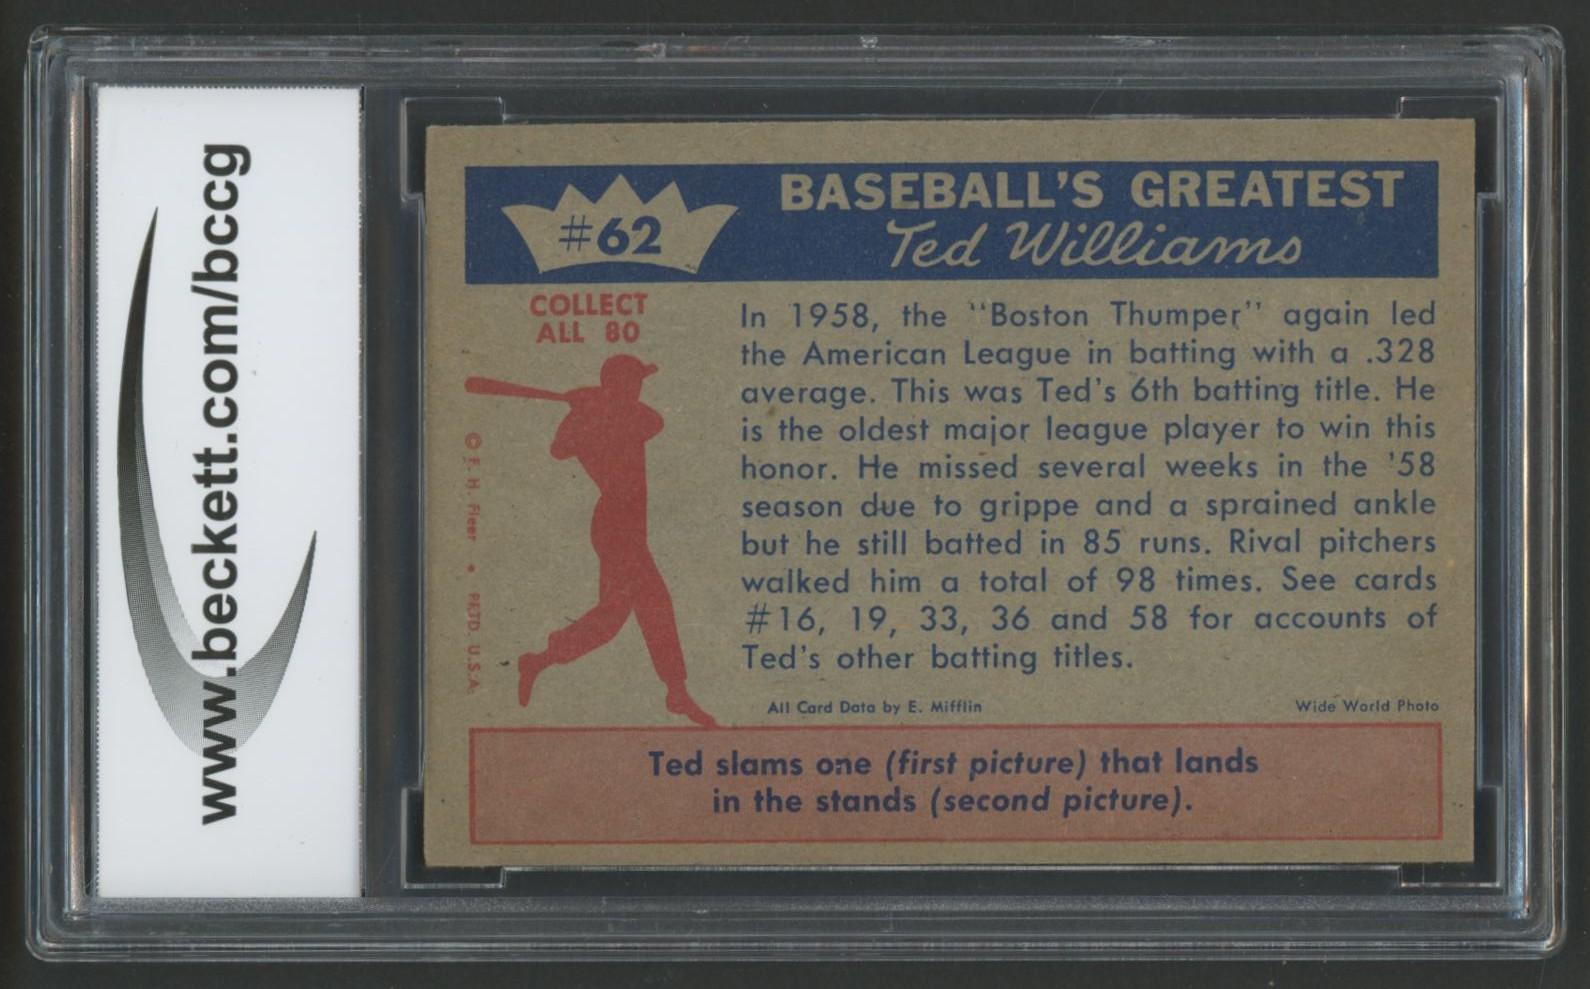 www.beckett.com/bccg
#62
BASEBALL'S GREATEST
Ted Williams
COLLECT
ALL 80
© F. H. Fleer • PRTD. U.S.A.
In 1958, the "Boston Thumper" again led
the American League in batting with a .328
average. This was Ted's 6th batting title. He
is the oldest major league player to win this
honor. He missed several weeks in the '58
season due to grippe and a sprained ankle
but he still batted in 85 runs. Rival pitchers
walked him a total of 98 times. See cards
#16, 19, 33, 36 and 58 for accounts of
Ted's other batting titles.
All Card Data by E. Mifflin
Wide World Photo
Ted slams one (first picture) that lands
in the stands (second picture).